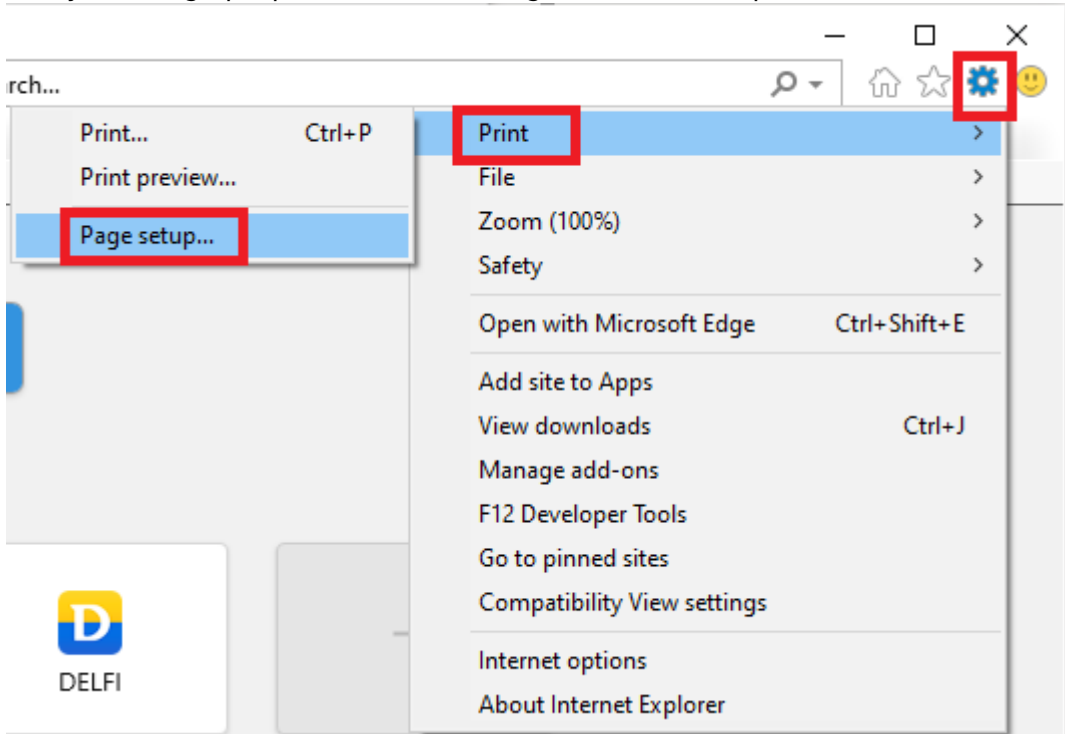 rch...
Print... Ctrl+P
Print preview...
Page setup...
Print
File
Zoom (100%)
Safety
Open with Microsoft Edge Ctrl+Shift+E
Add site to Apps
View downloads Ctrl+J
Manage add-ons
F12 Developer Tools
Go to pinned sites
Compatibility View settings
Internet options
About Internet Explorer
D
DELFI